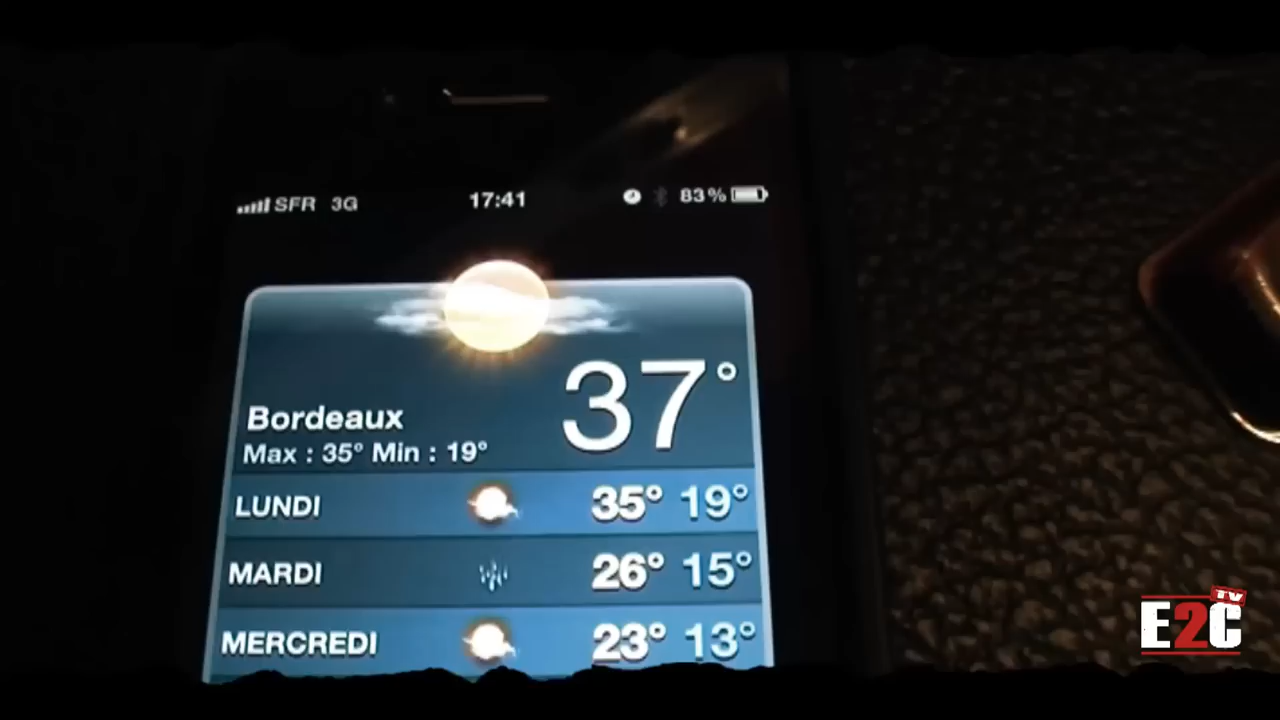 SFR 3G 17:41 83%
37°
Bordeaux
Max : 35° Min : 19°
LUNDI 35° 19°
MARDI 26° 15°
MERCREDI 23° 13°
E2C TV